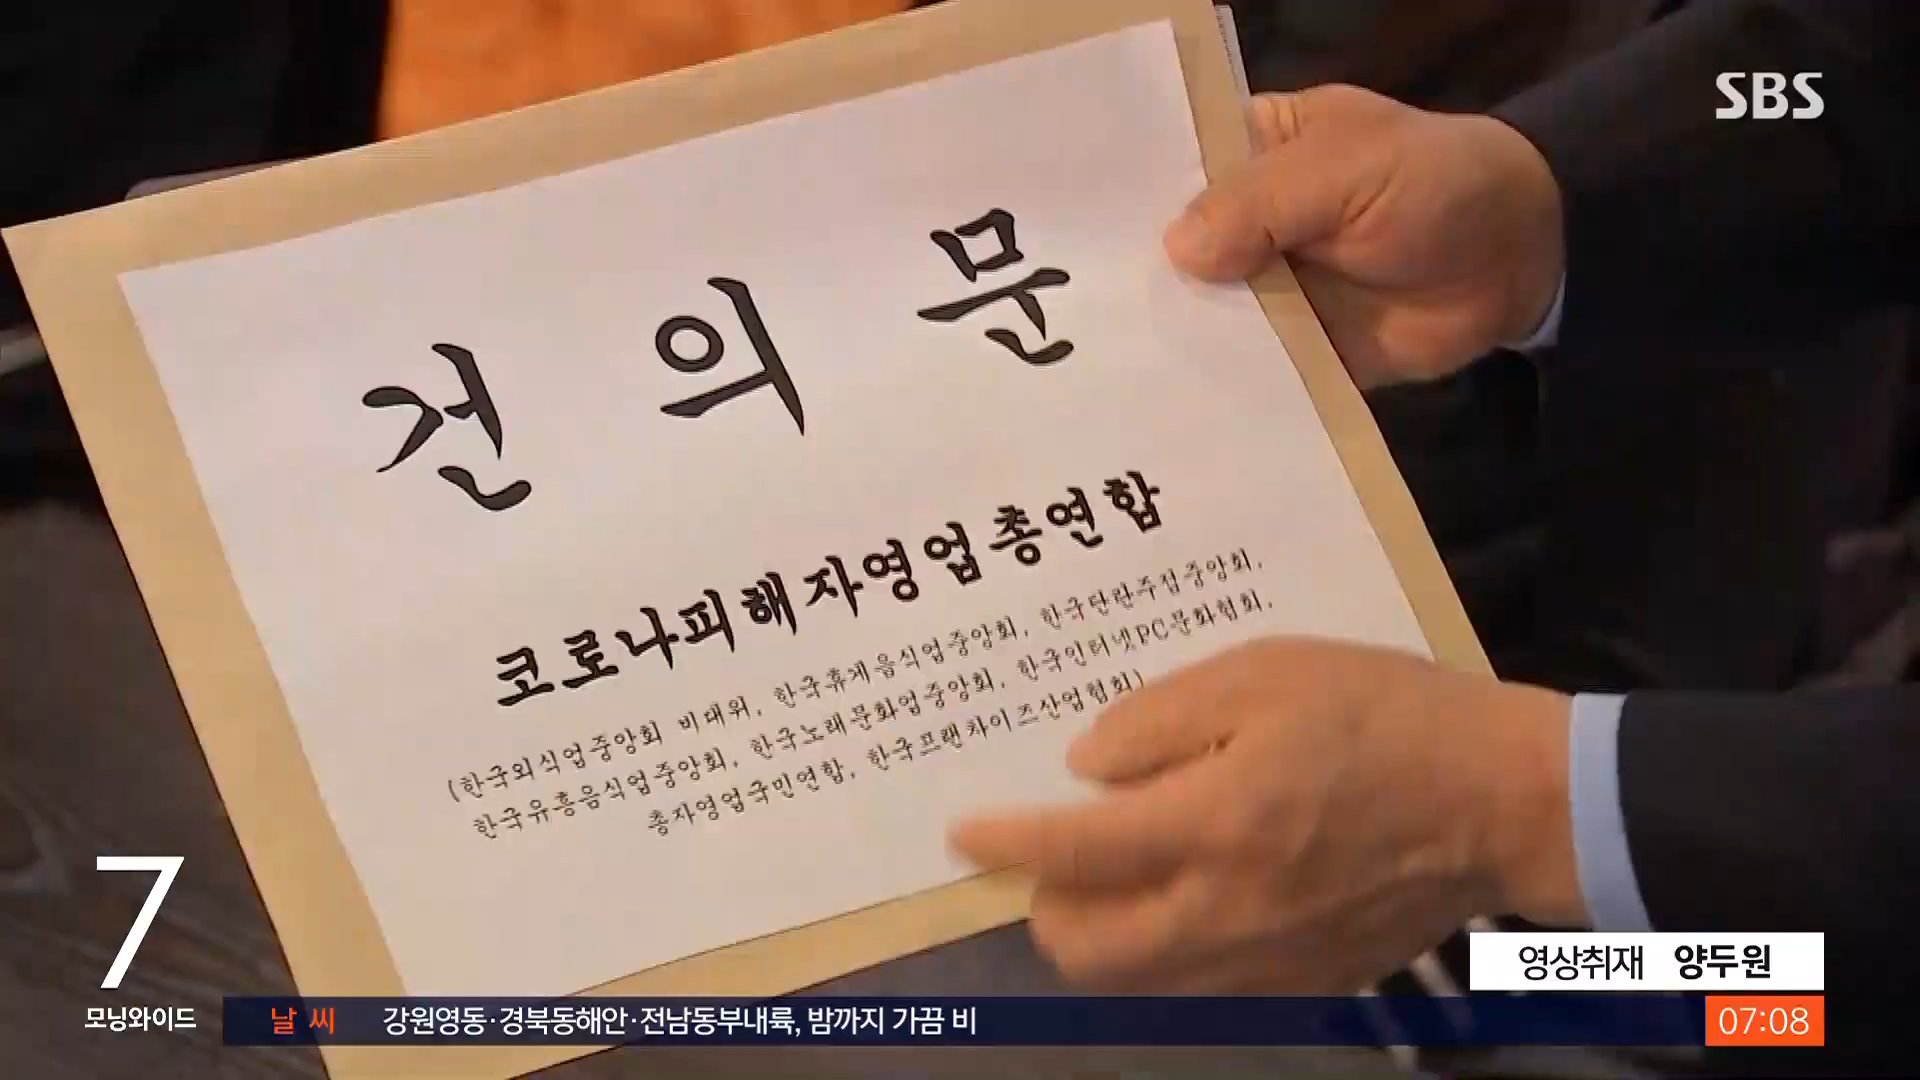 SBS
건 의 문
코로나피해자영업총연합
(한국외식업중앙회 비대위, 한국휴게음식업중앙회, 한국단란주점중앙회,
한국유흥음식업중앙회, 한국노래문화업중앙회, 한국인터넷PC문화협회,
총자영업국민연합, 한국프랜차이즈산업협회)
영상취재 양두원
7
모닝와이드
날 씨 강원영동·경북동해안·전남동부내륙, 밤까지 가끔 비
07:08